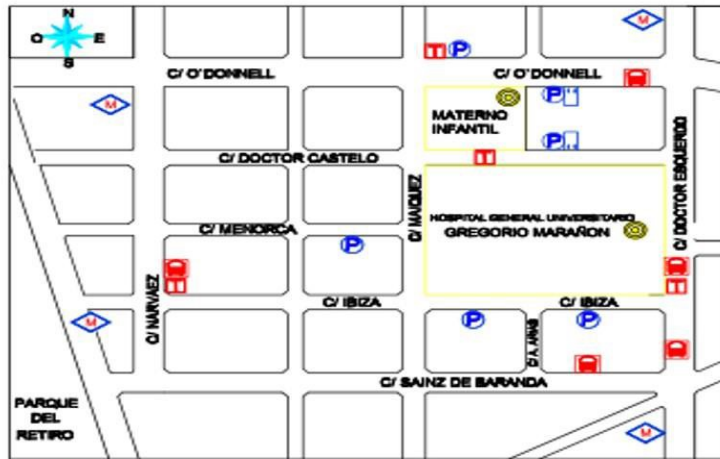 N
O E
S
M
T P
M
C/ O'DONNELL
C/ O'DONNELL
M
MATERNO
INFANTIL
P
P
C/ DOCTOR CASTELO
T
C/ DOCTOR ESQUERDO
C/ MAIQUEZ
HOSPITAL GENERAL UNIVERSITARIO
GREGORIO MARAÑON
C/ MENORCA
P
T
T
C/ NARVAÉZ
C/ IBIZA
C/ IBIZA
M
P
P
C/ SAINZ DE BARANDA
PARQUE
DEL
RETIRO
M